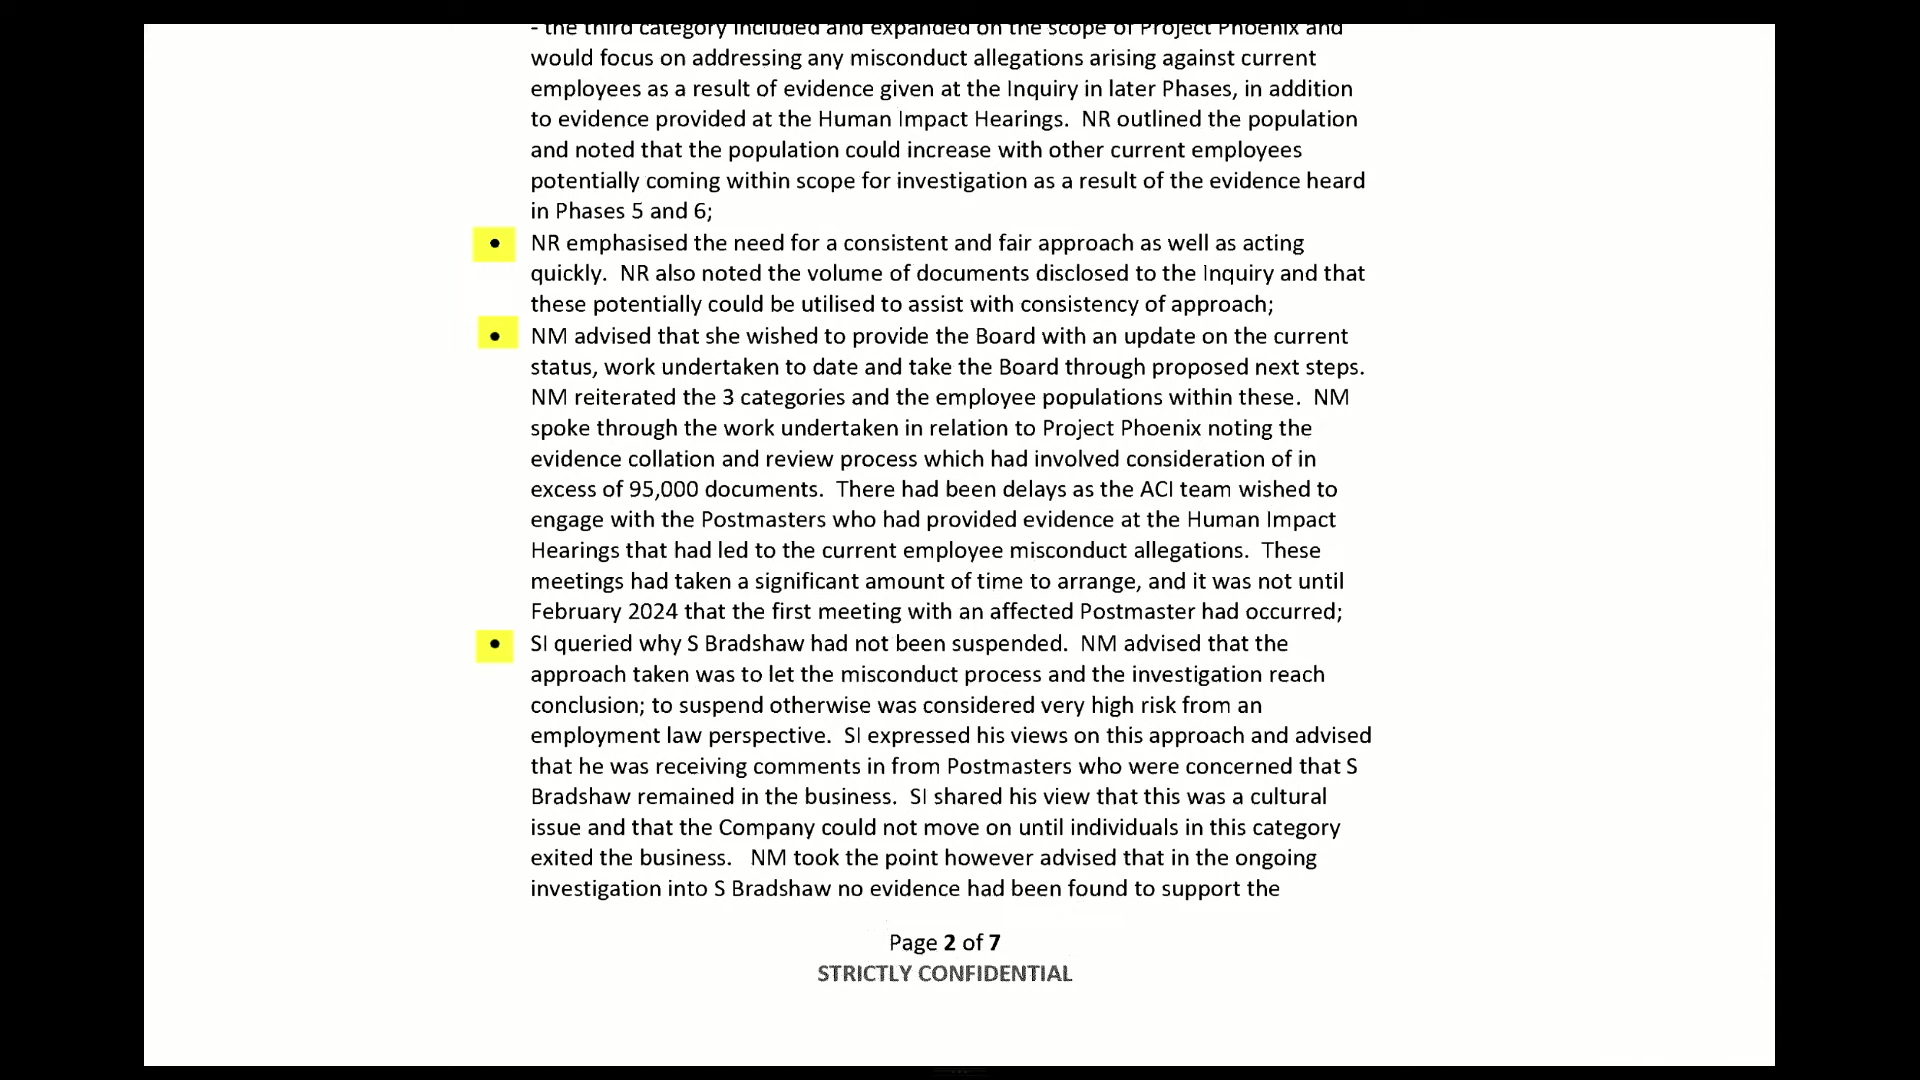 - the third category included and expanded on the scope of Project Phoenix and
would focus on addressing any misconduct allegations arising against current
employees as a result of evidence given at the Inquiry in later Phases, in addition
to evidence provided at the Human Impact Hearings.  NR outlined the population
and noted that the population could increase with other current employees
potentially coming within scope for investigation as a result of the evidence heard
in Phases 5 and 6;
• NR emphasised the need for a consistent and fair approach as well as acting
quickly.  NR also noted the volume of documents disclosed to the Inquiry and that
these potentially could be utilised to assist with consistency of approach;
• NM advised that she wished to provide the Board with an update on the current
status, work undertaken to date and take the Board through proposed next steps.
NM reiterated the 3 categories and the employee populations within these.  NM
spoke through the work undertaken in relation to Project Phoenix noting the
evidence collation and review process which had involved consideration of in
excess of 95,000 documents.  There had been delays as the ACI team wished to
engage with the Postmasters who had provided evidence at the Human Impact
Hearings that had led to the current employee misconduct allegations.  These
meetings had taken a significant amount of time to arrange, and it was not until
February 2024 that the first meeting with an affected Postmaster had occurred;
• SI queried why S Bradshaw had not been suspended.  NM advised that the
approach taken was to let the misconduct process and the investigation reach
conclusion; to suspend otherwise was considered very high risk from an
employment law perspective.  SI expressed his views on this approach and advised
that he was receiving comments in from Postmasters who were concerned that S
Bradshaw remained in the business.  SI shared his view that this was a cultural
issue and that the Company could not move on until individuals in this category
exited the business.   NM took the point however advised that in the ongoing
investigation into S Bradshaw no evidence had been found to support the
Page 2 of 7
STRICTLY CONFIDENTIAL